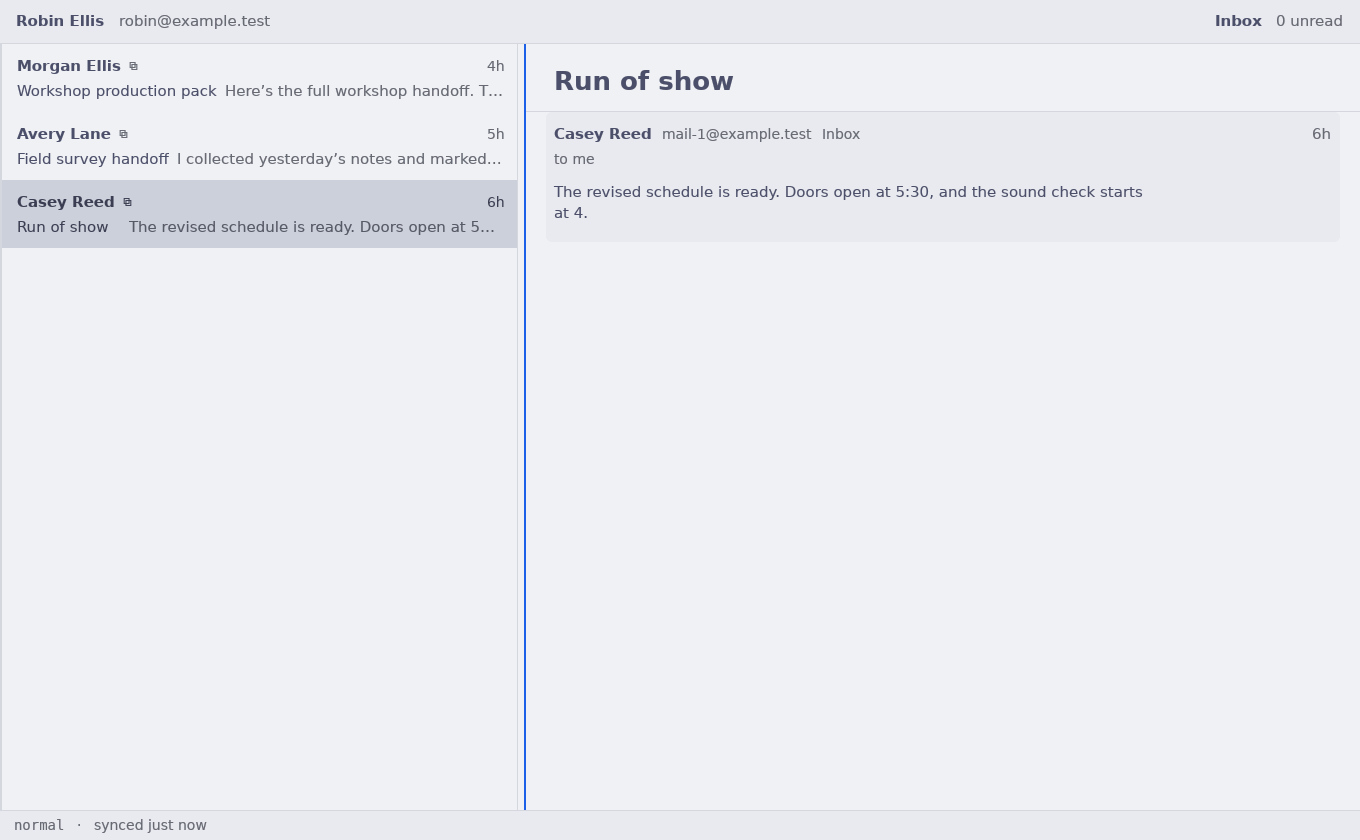 Robin Ellis robin@example.test Inbox 0 unread
Morgan Ellis 4h
Workshop production pack Here’s the full workshop handoff. T…
Avery Lane 5h
Field survey handoff I collected yesterday’s notes and marked…
Casey Reed 6h
Run of show The revised schedule is ready. Doors open at 5…
Run of show
Casey Reed mail-1@example.test Inbox 6h
to me
The revised schedule is ready. Doors open at 5:30, and the sound check starts
at 4.
normal · synced just now